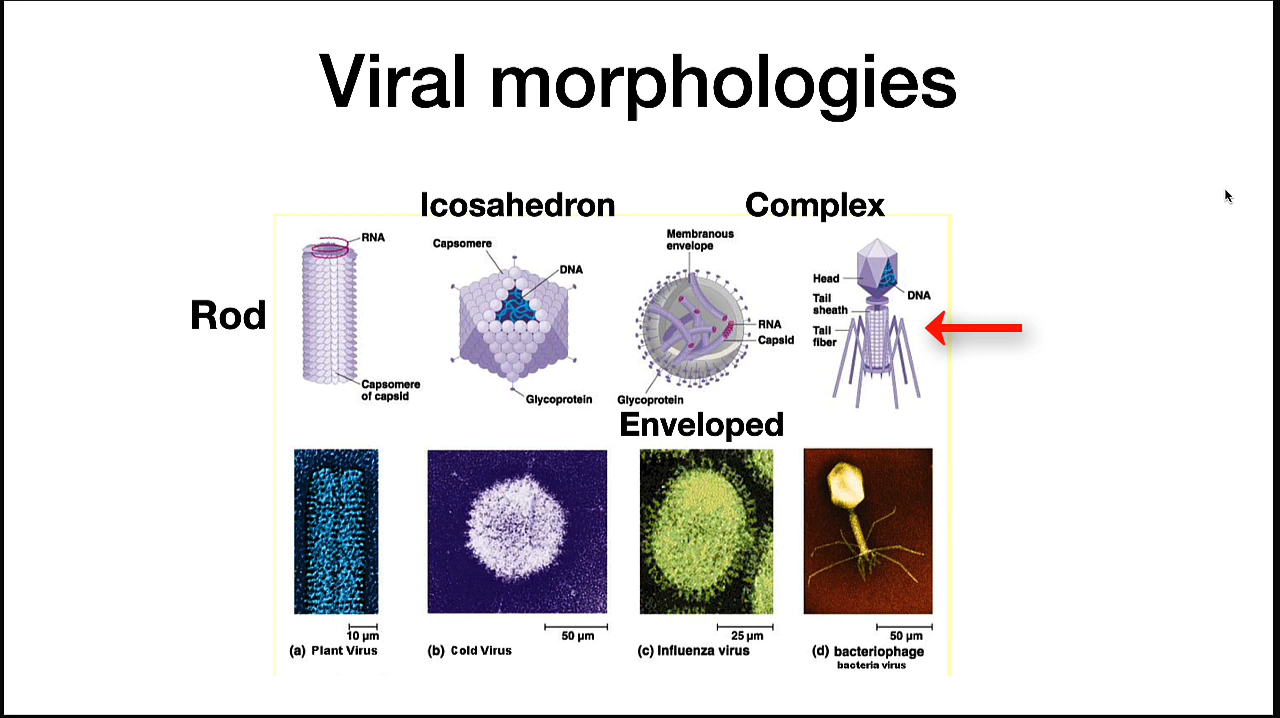 Viral morphologies
Icosahedron
Complex
Rod
RNA
Capsomere
of capsid
Capsomere
DNA
Glycoprotein
Membranous
envelope
RNA
Capsid
Glycoprotein
Enveloped
Head
DNA
Tail
sheath
Tail
fiber
10 µm
50 µm
25 µm
50 µm
(a) Plant Virus
(b) Cold Virus
(c) Influenza virus
(d) bacteriophage
bacteria virus